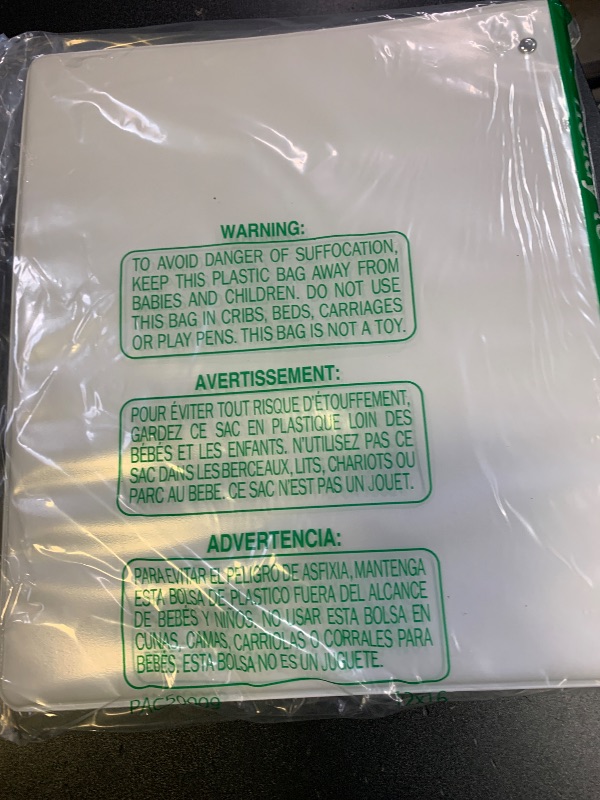 WARNING:
TO AVOID DANGER OF SUFFOCATION,
KEEP THIS PLASTIC BAG AWAY FROM
BABIES AND CHILDREN. DO NOT USE
THIS BAG IN CRIBS, BEDS, CARRIAGES
OR PLAY PENS. THIS BAG IS NOT A TOY.
AVERTISSEMENT:
POUR ÉVITER TOUT RISQUE D'ÉTOUFFEMENT,
GARDEZ CE SAC EN PLASTIQUE LOIN DES
BÉBÉS ET LES ENFANTS. N'UTILISEZ PAS CE
SAC DANS LES BERCEAUX, LITS, CHARIOTS OU
PARC AU BEBE. CE SAC N'EST PAS UN JOUET.
ADVERTENCIA:
PARA EVITAR EL PELIGRO DE ASFIXIA, MANTENGA
ESTA BOLSA DE PLASTICO FUERA DEL ALCANCE
DE BEBÉS Y NIÑOS. NO USAR ESTA BOLSA EN
CUNAS, CAMAS, CARRIOLAS O CORRALES PARA
BEBÉS, ESTA BOLSA NO ES UN JUGUETE.